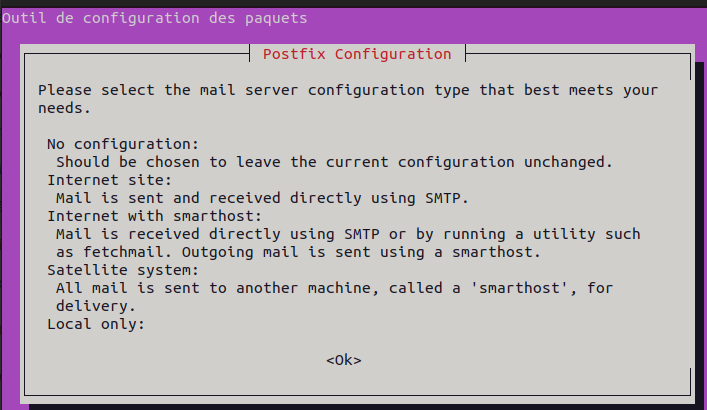 Outil de configuration des paquets
Postfix Configuration
Please select the mail server configuration type that best meets your
needs.
No configuration:
Should be chosen to leave the current configuration unchanged.
Internet site:
Mail is sent and received directly using SMTP.
Internet with smarthost:
Mail is received directly using SMTP or by running a utility such
as fetchmail. Outgoing mail is sent using a smarthost.
Satellite system:
All mail is sent to another machine, called a 'smarthost', for
delivery.
Local only:
<Ok>